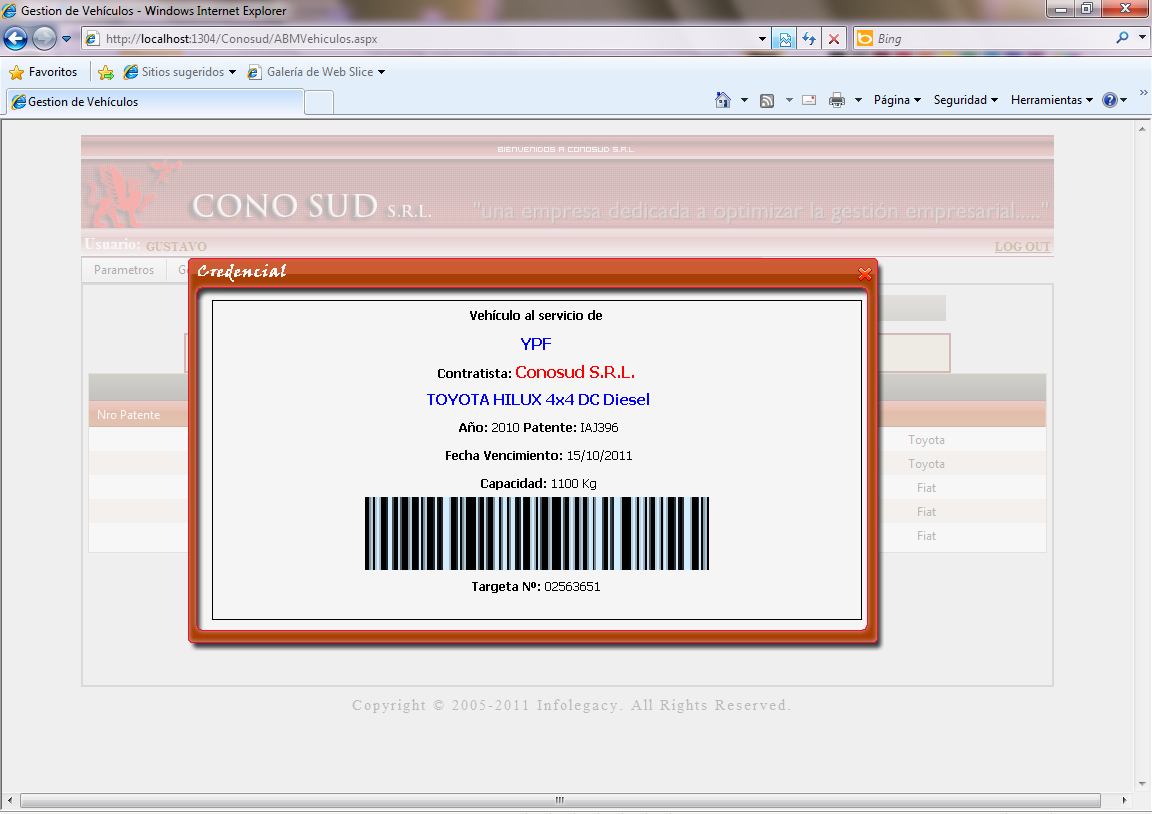 Gestion de Vehículos - Windows Internet Explorer
http://localhost:1304/Conosud/ABMVehiculos.aspx
Bing
Favoritos
Sitios sugeridos
Galería de Web Slice
Gestion de Vehículos
Página
Seguridad
Herramientas
BIENVENIDOS A CONOSUD S.R.L
CONO SUD S.R.L.
"una empresa dedicada a optimizar la gestión empresarial....."
Usuario: GUSTAVO
LOG OUT
Parametros
Credencial
Vehículo al servicio de
YPF
Contratista: Conosud S.R.L.
TOYOTA HILUX 4x4 DC Diesel
Año: 2010 Patente: IAJ396
Fecha Vencimiento: 15/10/2011
Capacidad: 1100 Kg
Targeta Nº: 02563651
Nro Patente
Toyota
Toyota
Fiat
Fiat
Fiat
Copyright © 2005-2011 Infolegacy. All Rights Reserved.